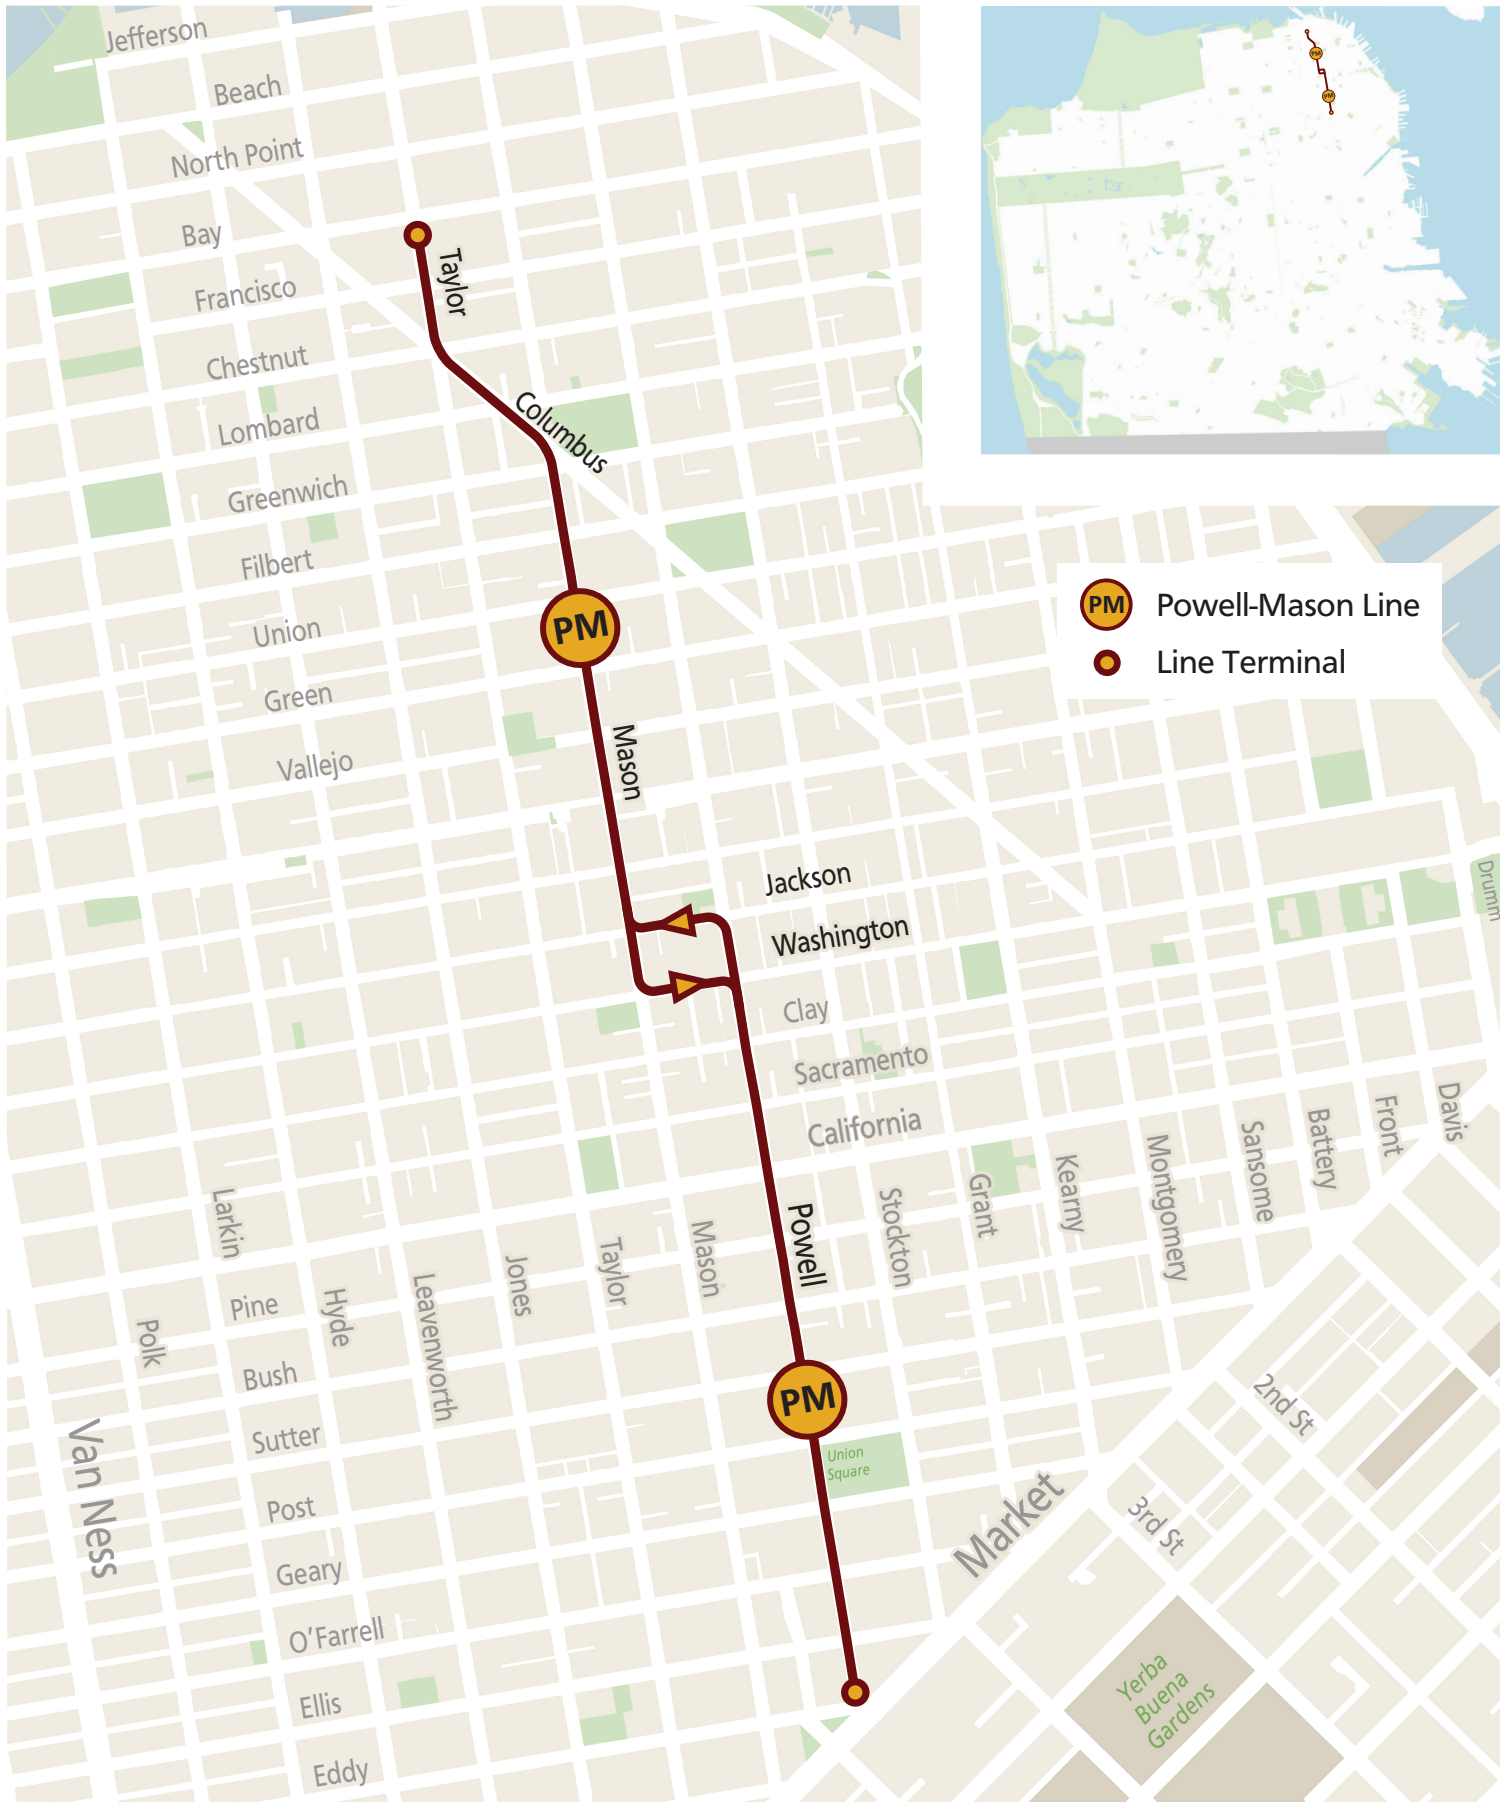 Jefferson
Beach
North Point
Bay
Francisco
Chestnut
Lombard
Greenwich
Filbert
Union
Green
Vallejo
Taylor
Columbus
PM
Mason
Jackson
Washington
Clay
Sacramento
California
PM
PM
PM
Powell-Mason Line
Line Terminal
Drumm
Davis
Front
Battery
Sansome
Montgomery
Kearny
Grant
Stockton
Powell
Mason
Taylor
Jones
Leavenworth
Hyde
Larkin
Polk
Van Ness
Pine
Bush
Sutter
Post
Geary
O'Farrell
Ellis
Eddy
PM
Union
Square
Market
2nd St
3rd St
Yerba
Buena
Gardens